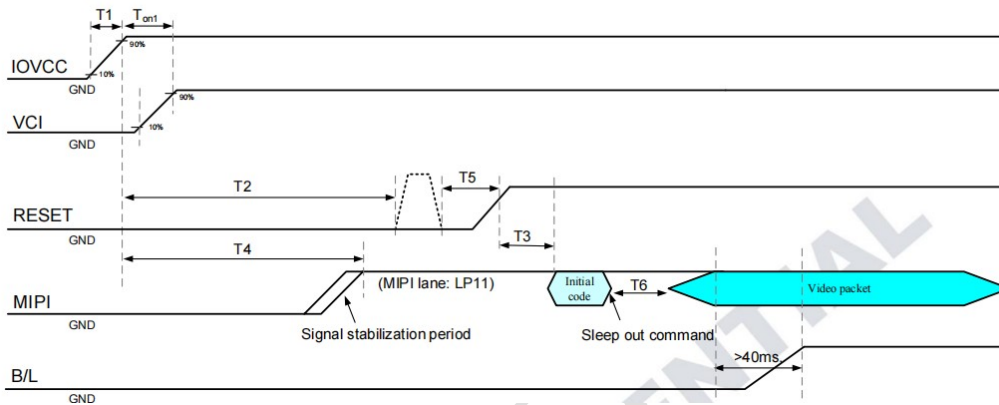 T1 Ton1
90%
IOVCC
10%
GND
90%
VCI
10%
GND
T2 T5
RESET
GND
T3
T4
(MIPI lane: LP11)
Initial
code
T6
Video packet
MIPI
GND
Signal stabilization period
Sleep out command
>40ms.
B/L
GND
ENTIAL